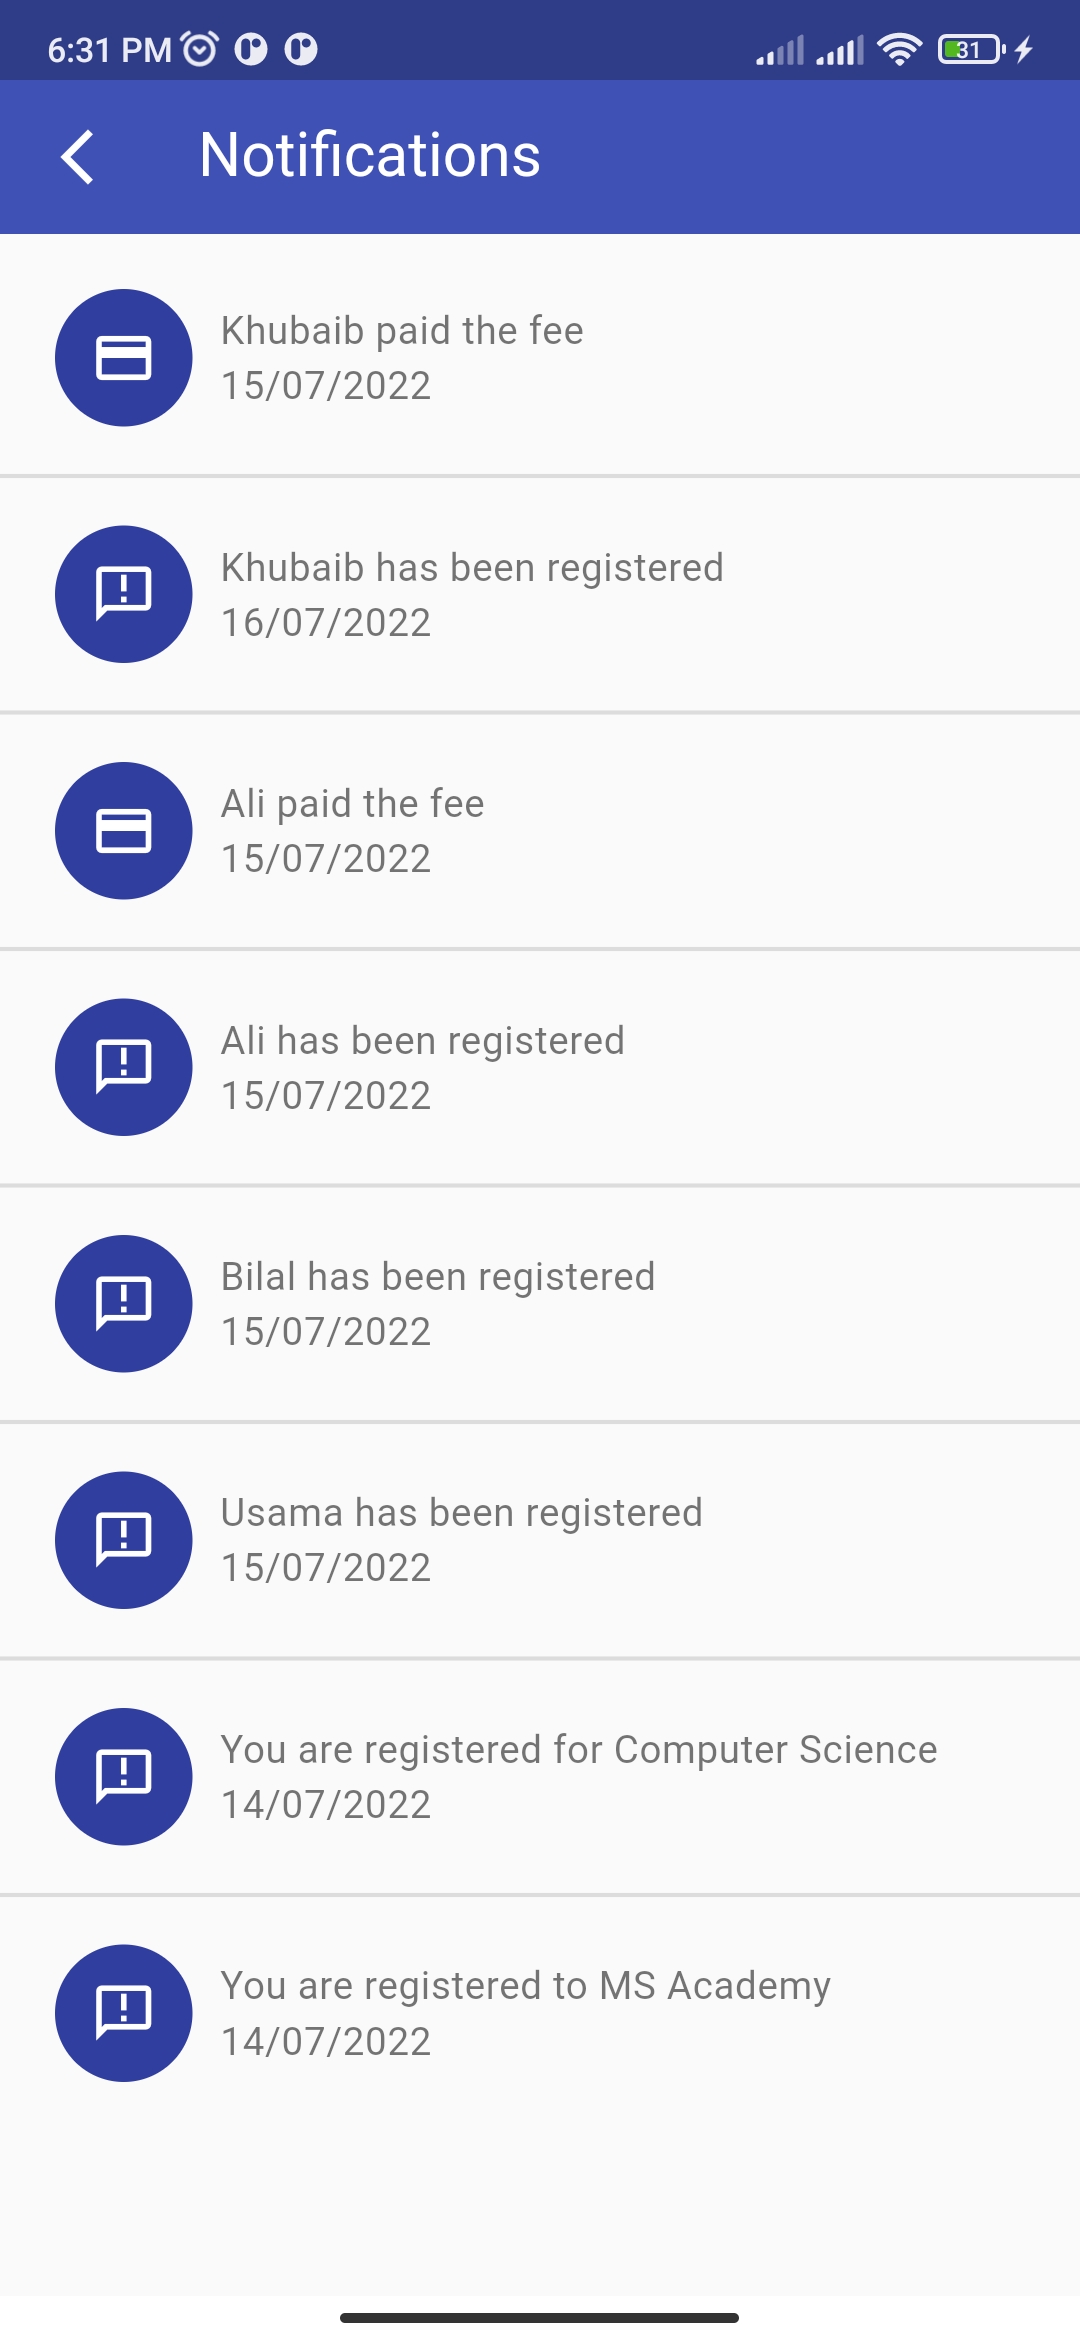 6:31 PM
31
Notifications
Khubaib paid the fee
15/07/2022
Khubaib has been registered
16/07/2022
Ali paid the fee
15/07/2022
Ali has been registered
15/07/2022
Bilal has been registered
15/07/2022
Usama has been registered
15/07/2022
You are registered for Computer Science
14/07/2022
You are registered to MS Academy
14/07/2022